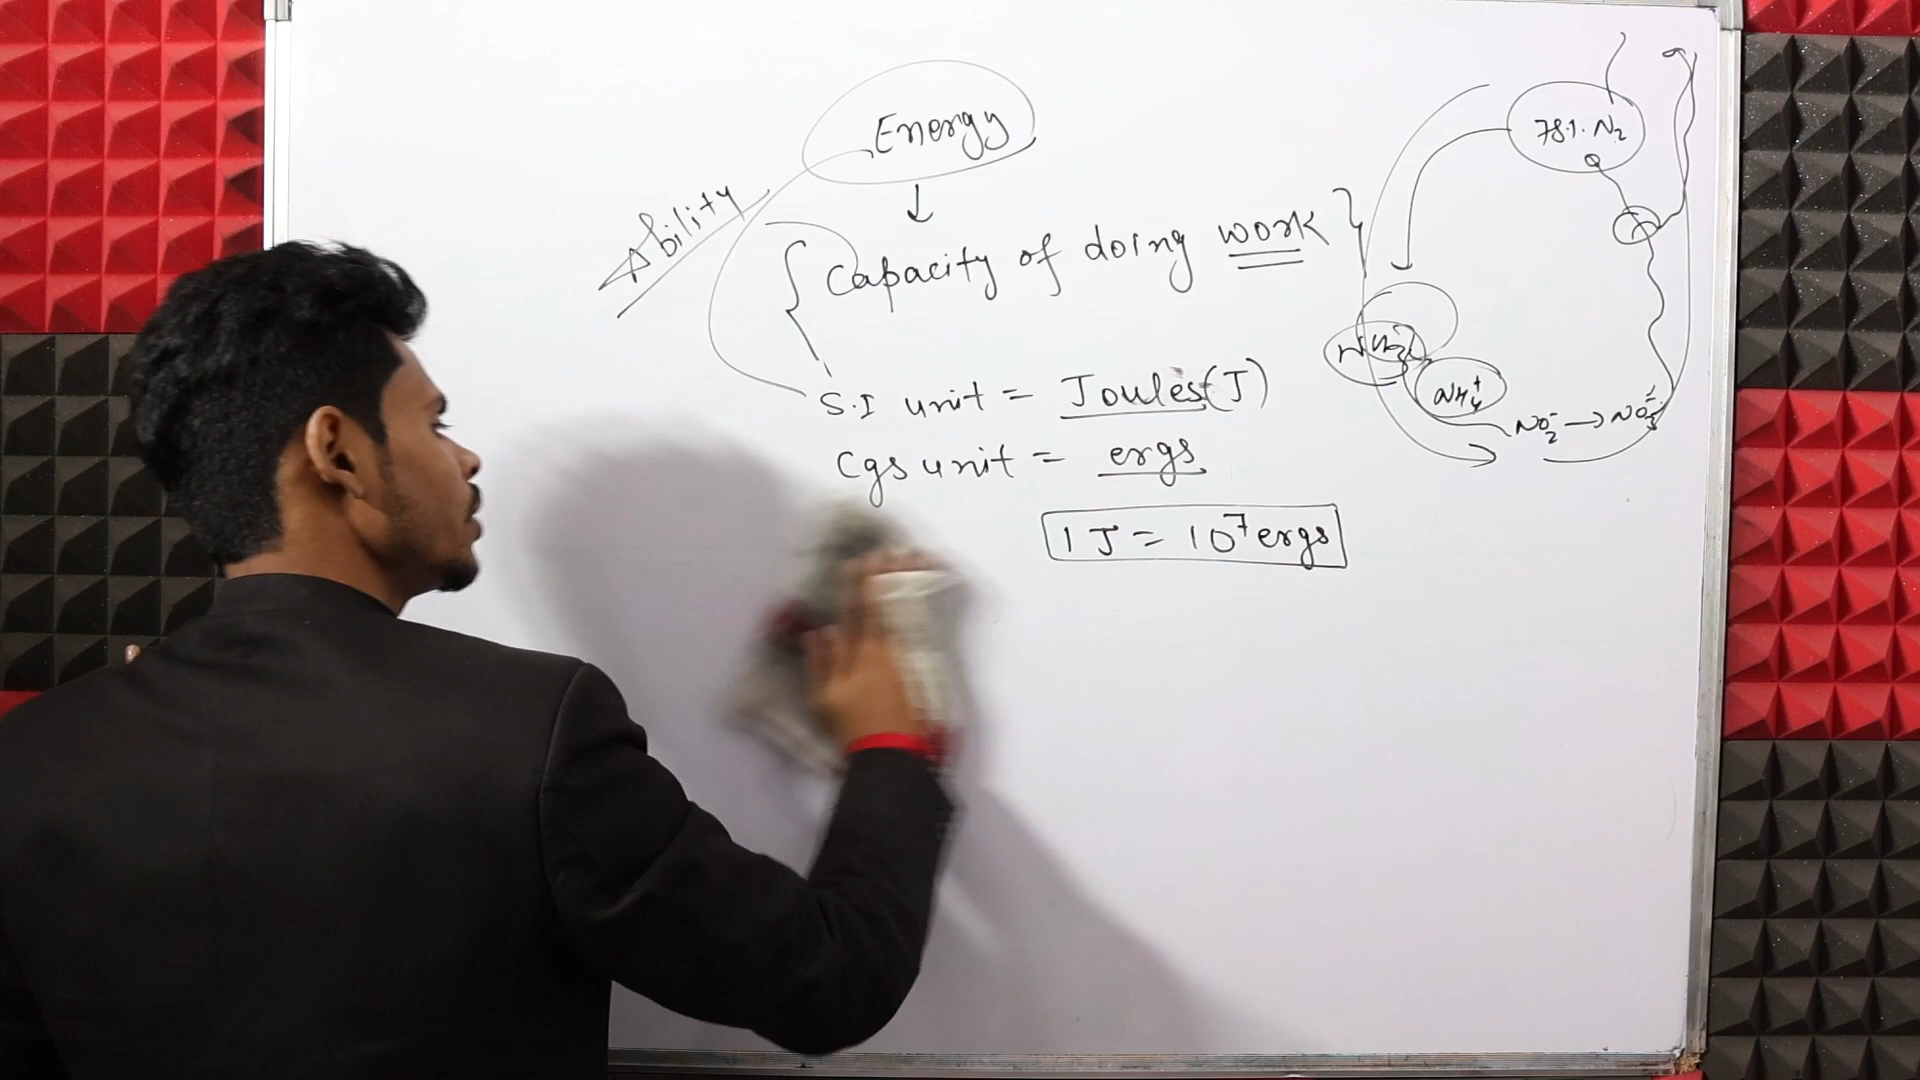 Energy
↓
Ability
{ Capacity of doing work }
S.I unit = Joules(J)
Cgs unit = ergs
1 J = 10⁷ ergs
78% N₂
NH₃
NH₄⁺
NO₂⁻ → NO₃⁻